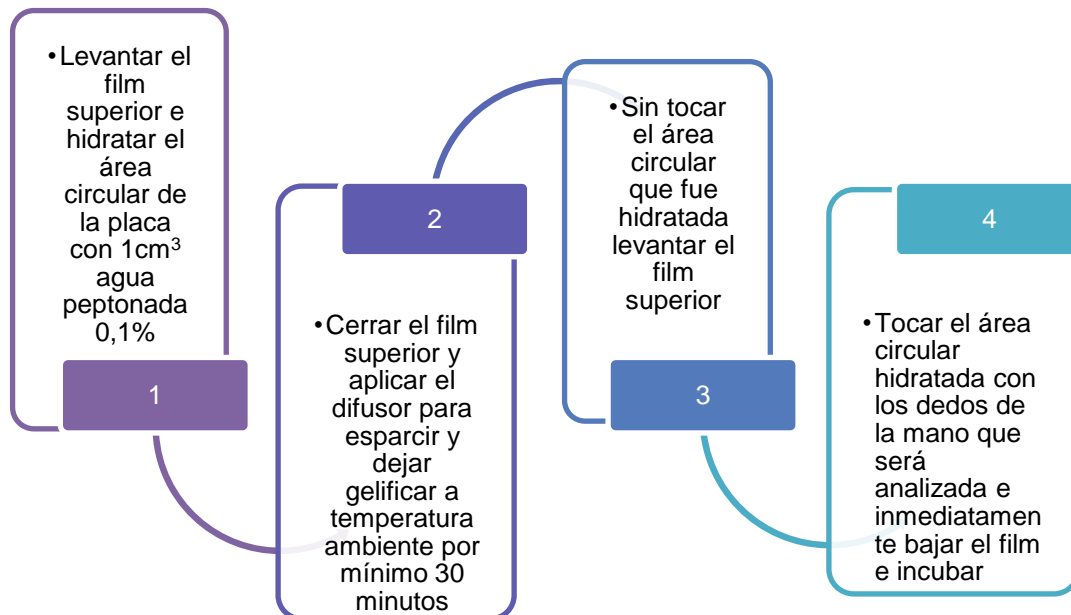 •Levantar el
film
superior e
hidratar el
área
circular de
la placa
con 1cm³
agua
peptonada
0,1%
1
2
•Cerrar el film
superior y
aplicar el
difusor para
esparcir y
dejar
gelificar a
temperatura
ambiente por
mínimo 30
minutos
•Sin tocar
el área
circular
que fue
hidratada
levantar el
film
superior
3
4
•Tocar el área
circular
hidratada con
los dedos de
la mano que
será
analizada e
inmediatamen
te bajar el film
e incubar